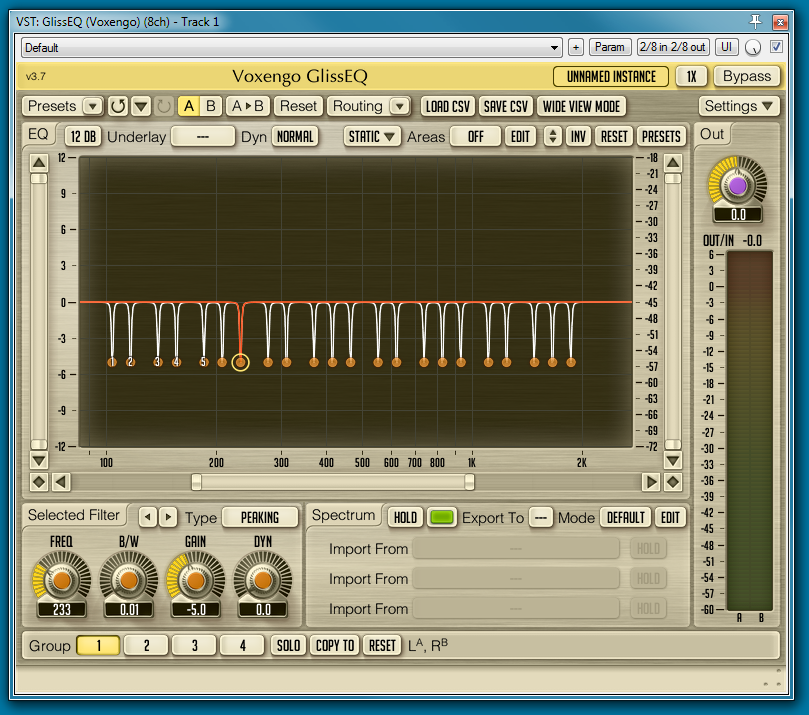 VST: GlissEQ (Voxengo) (8ch) - Track 1
Default + Param 2/8 in 2/8 out UI
v3.7 Voxengo GlissEQ UNNAMED INSTANCE 1X Bypass
Presets A B A B Reset Routing LOAD CSV SAVE CSV WIDE VIEW MODE Settings
EQ 12 DB Underlay --- Dyn NORMAL STATIC Areas OFF EDIT INV RESET PRESETS Out
12 -18
-21
9 -24
-27
6 -30 0.0
-33
3 -36 OUT/IN -0.0
-39 6
-42 3
0 -45 0
-48 -3
-3 -51 -6
-54 -9
1 2 3 4 5 -57 -12
-6 -60 -15
-63 -18
-9 -66 -21
-69 -24
-12 -72 -27
100 200 300 400 500 600 700 800 1K 2K -30
-33
-36
-39
Selected Filter Type PEAKING Spectrum HOLD Export To --- Mode DEFAULT EDIT -42
FREQ B/W GAIN DYN -45
Import From --- HOLD -48
-51
Import From --- HOLD -54
-57
233 0.01 -5.0 0.0 Import From --- HOLD -60
A B
Group 1 2 3 4 SOLO COPY TO RESET LA, RB